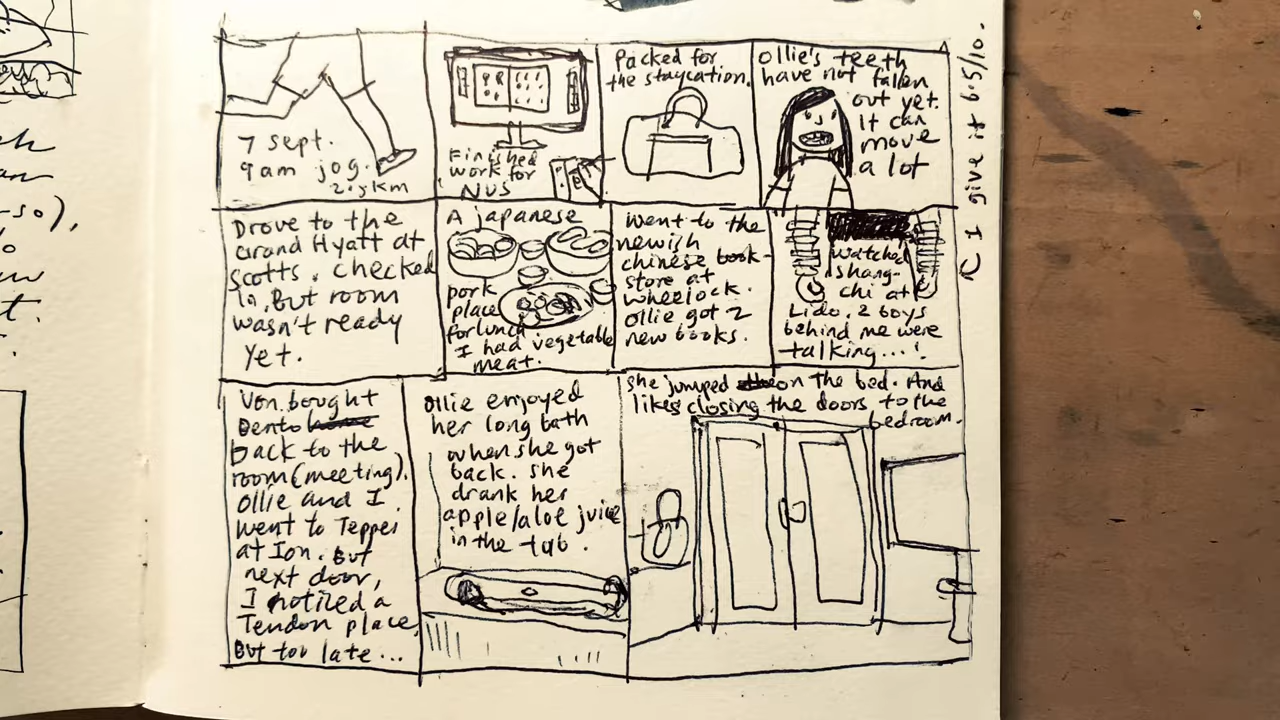 7 sept.
9am jog.
2.5km
Finished
work for
NUS
Packed for
the staycation.
Ollie's teeth
have not fallen
out yet.
It can
move
a lot
Drove to the
Grand Hyatt at
Scotts. Checked
in. But room
wasn't ready
yet.
A japanese
pork
place
for lunch
I had vegetable
meat.
Went to the
newish
chinese book-
store at
wheelock.
Ollie got 2
new books.
Watched
Shang-
chi at
Lido. 2 boys
behind me were
talking....!
I give it 6.5/10.
Von bought
Bento
back to the
room (meeting).
Ollie and I
went to Teppei
at Ion. But
next door,
I noticed a
Tendon place.
But too late...
Ollie enjoyed
her long bath
when she got
back. She
drank her
apple/aloe juice
in the tub.
She jumped on the bed. And
likes closing the doors to the
bedroom.